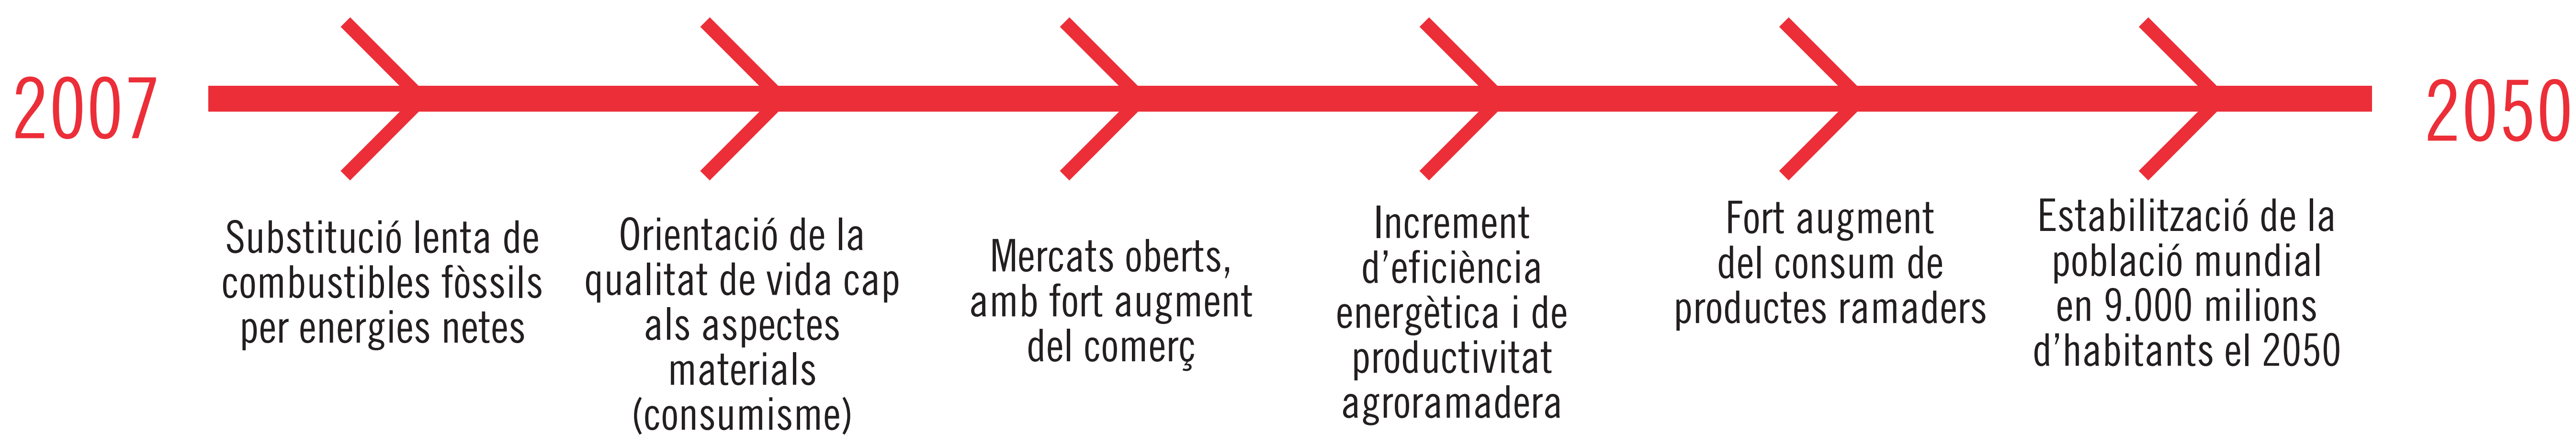 2007
Substitució lenta de
combustibles fòssils
per energies netes
Orientació de la
qualitat de vida cap
als aspectes
materials
(consumisme)
Mercats oberts,
amb fort augment
del comerç
Increment
d’eficiència
energètica i de
productivitat
agroramadera
Fort augment
del consum de
productes ramaders
Estabilització de la
població mundial
en 9.000 milions
d’habitants el 2050
2050